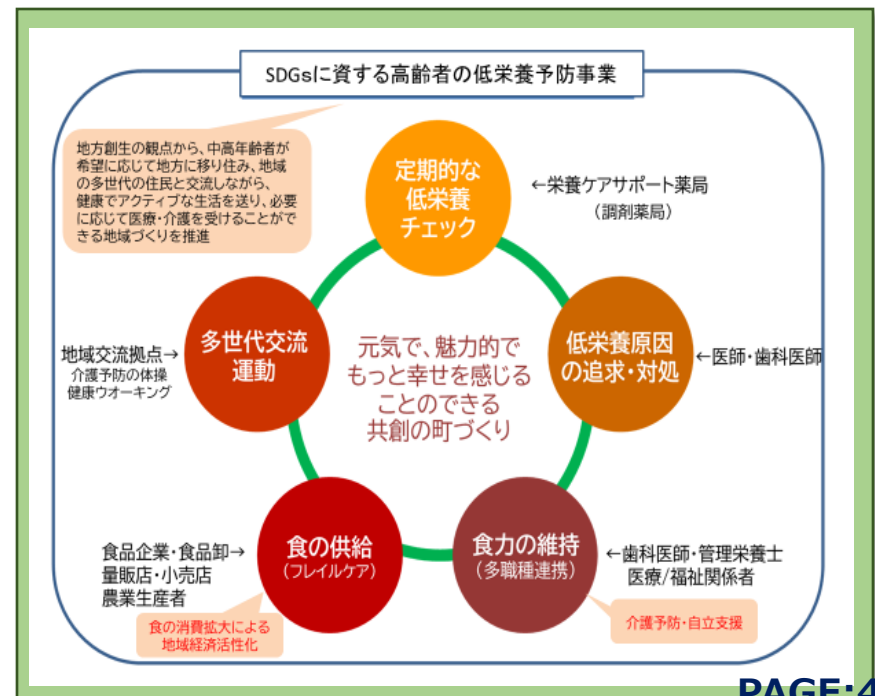 SDGsに資する高齢者の低栄養予防事業
地方創生の観点から、中高年齢者が
希望に応じて地方に移り住み、地域
の多世代の住民と交流しながら、
健康でアクティブな生活を送り、必要
に応じて医療・介護を受けることがで
きる地域づくりを推進
定期的な
低栄養
チェック
←栄養ケアサポート薬局
（調剤薬局）
多世代交流
運動
地域交流拠点→
介護予防の体操
健康ウオーキング
元気で、魅力的で
もっと幸せを感じる
ことのできる
共創の町づくり
低栄養原因
の追求・対処
←医師・歯科医師
食の供給
（フレイルケア）
食品企業・食品卸→
量販店・小売店
農業生産者
食の消費拡大による
地域経済活性化
食力の維持
（多職種連携）
←歯科医師・管理栄養士
医療/福祉関係者
介護予防・自立支援
PAGE:4